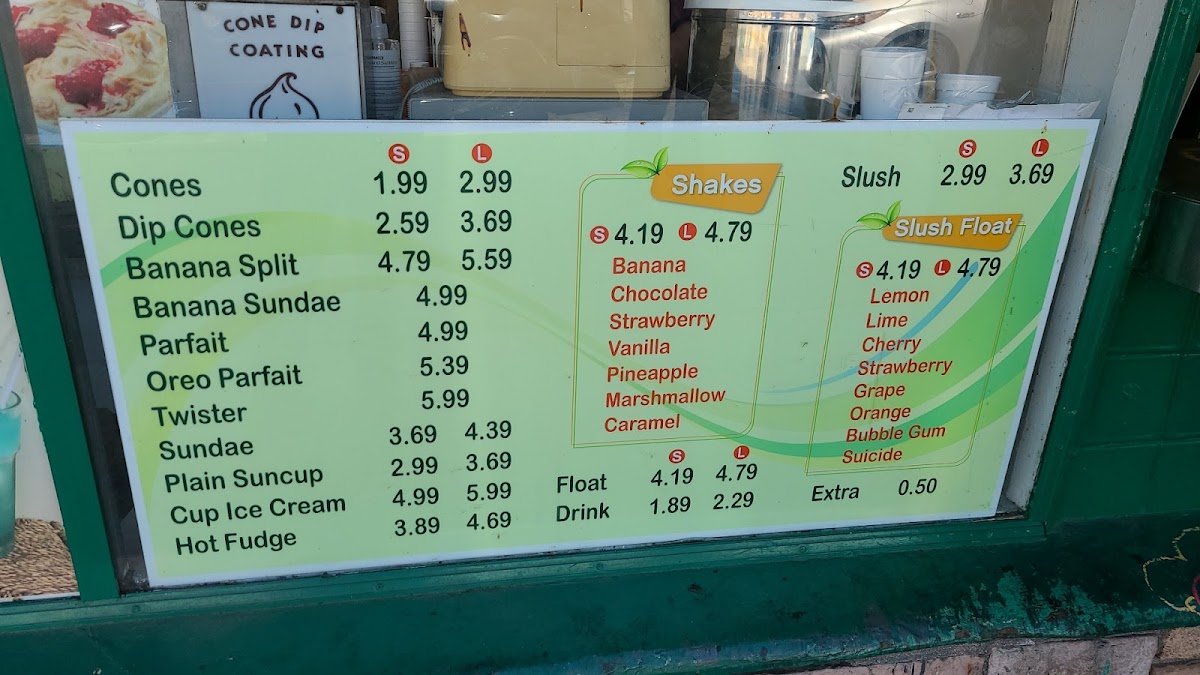 CONE DIP
COATING
S L
Cones 1.99 2.99
Dip Cones 2.59 3.69
Banana Split 4.79 5.59
Banana Sundae 4.99
Parfait 4.99
Oreo Parfait 5.39
Twister 5.99
Sundae 3.69 4.39
Plain Suncup 2.99 3.69
Cup Ice Cream 4.99 5.99
Hot Fudge 3.89 4.69
Shakes
S 4.19 L 4.79
Banana
Chocolate
Strawberry
Vanilla
Pineapple
Marshmallow
Caramel
S L
Float 4.19 4.79
Drink 1.89 2.29
S L
Slush 2.99 3.69
Slush Float
S 4.19 L 4.79
Lemon
Lime
Cherry
Strawberry
Grape
Orange
Bubble Gum
Suicide
Extra 0.50